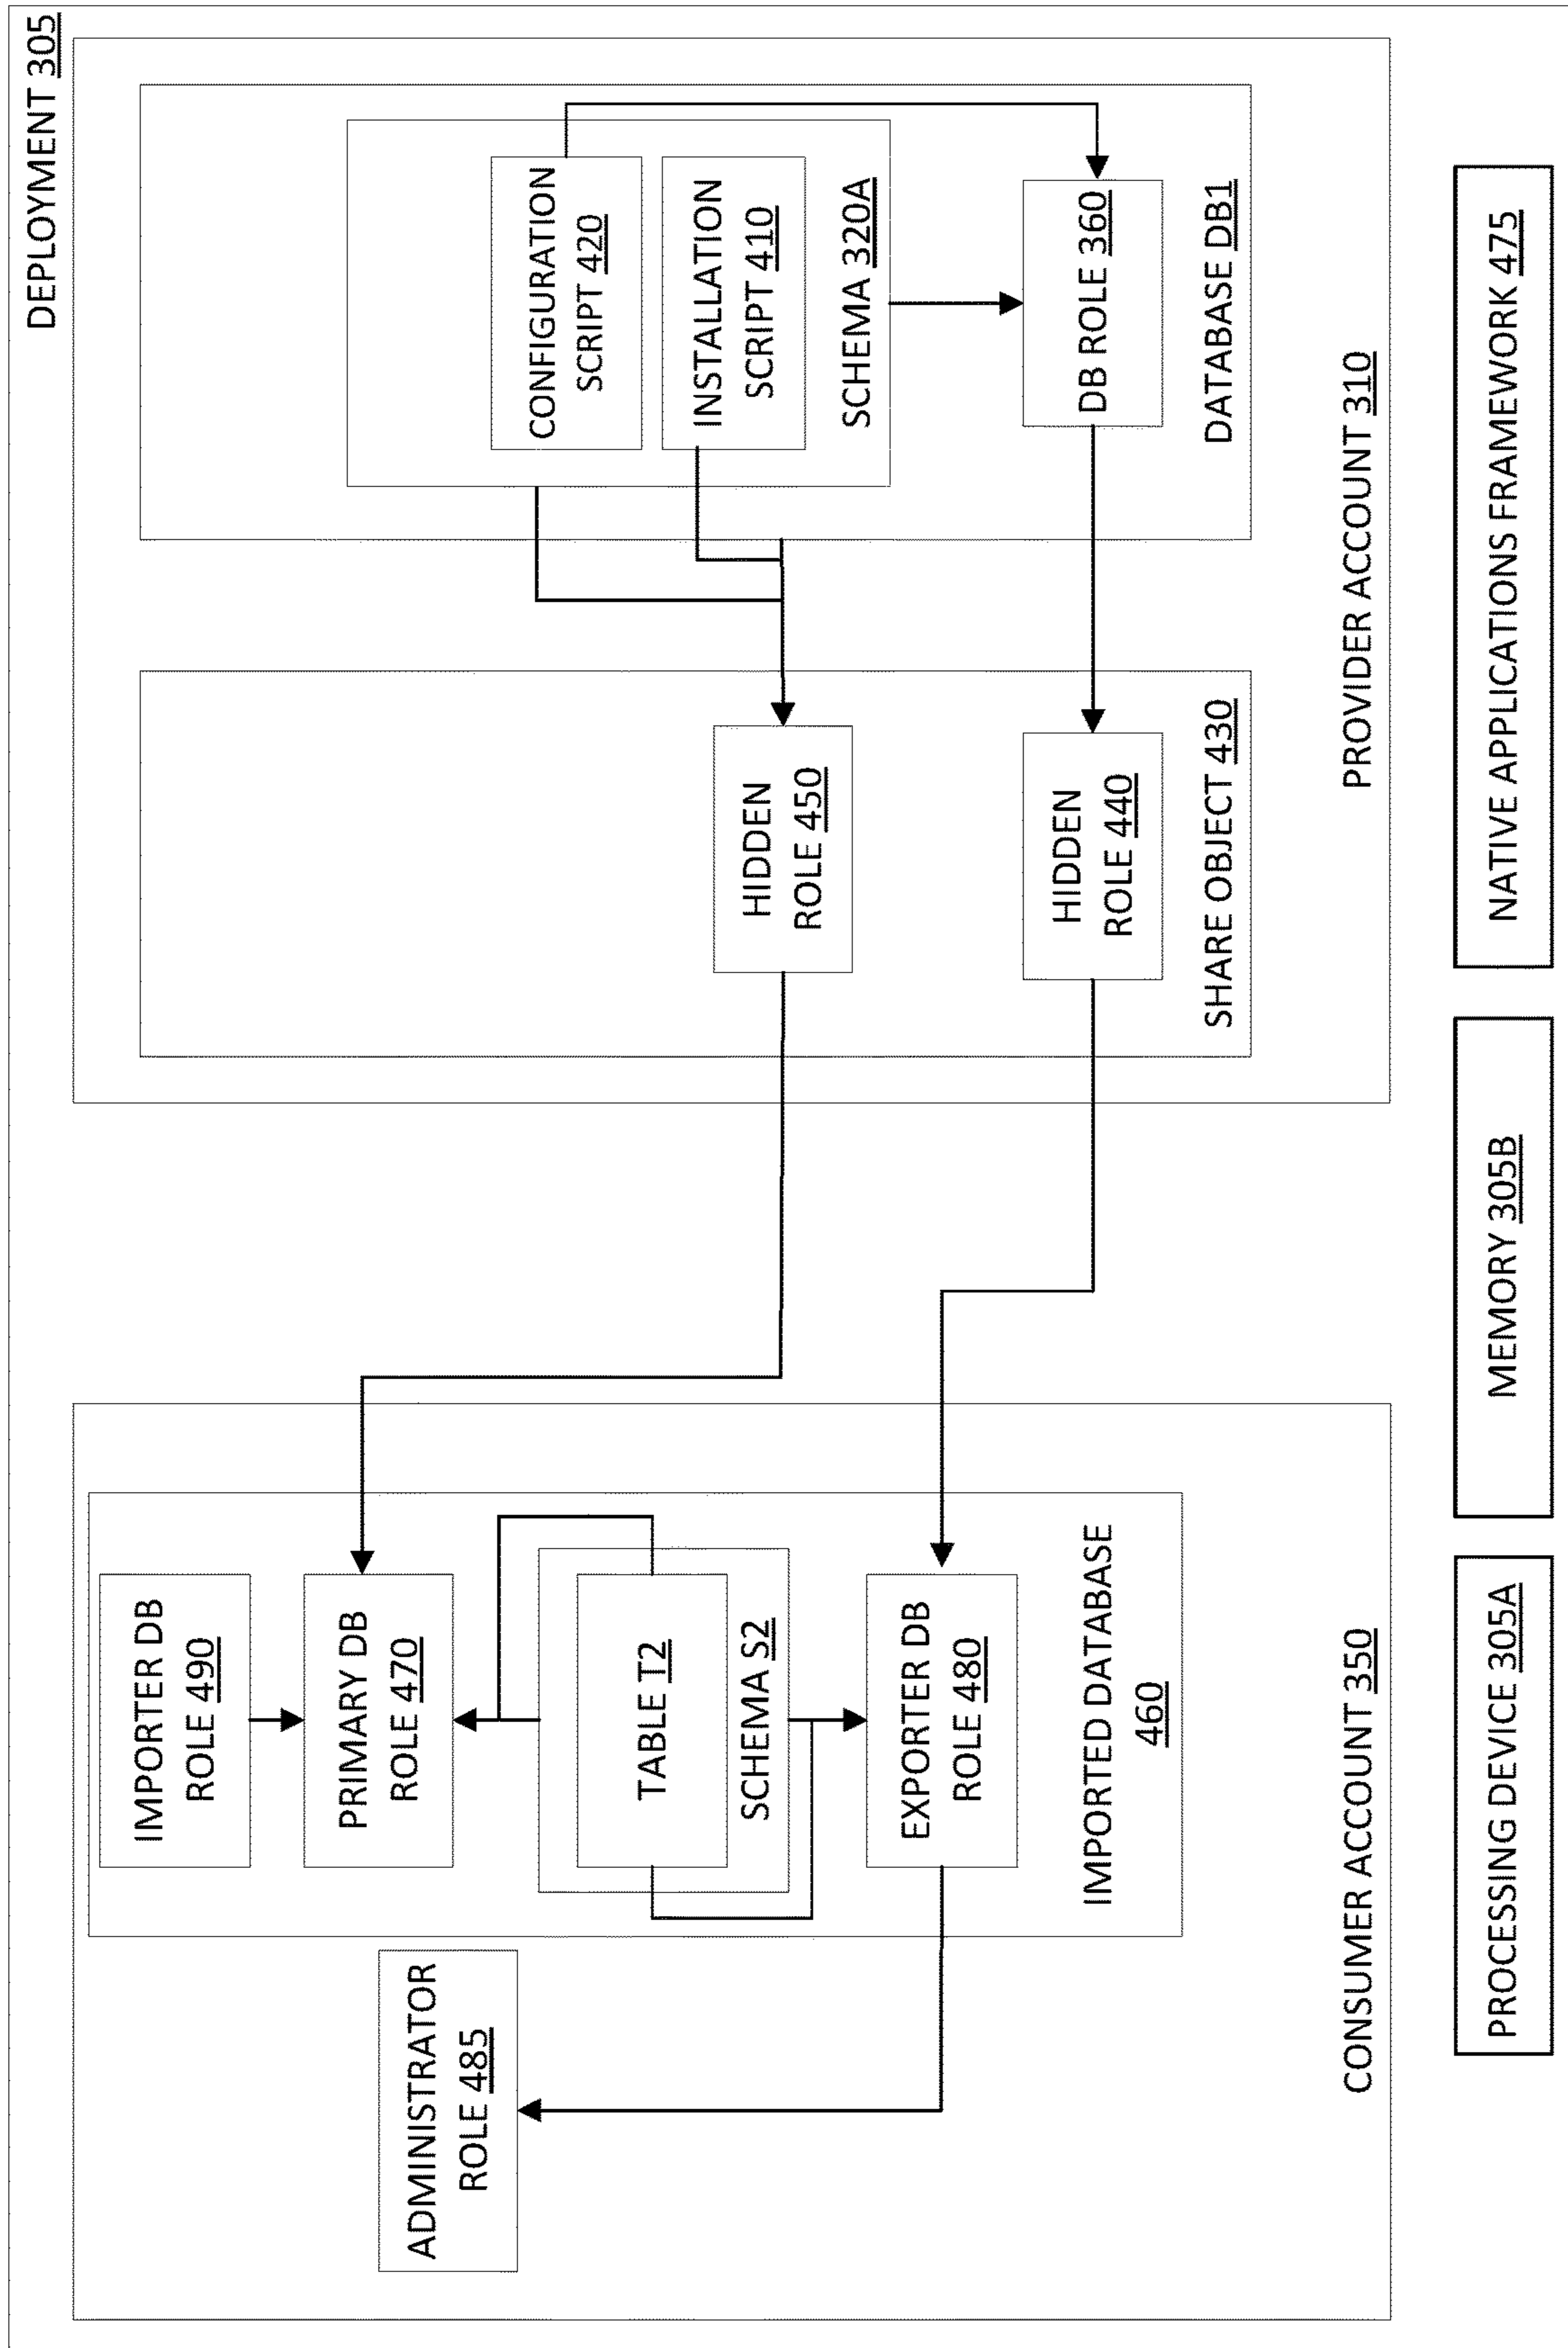 DEPLOYMENT 305
CONFIGURATION
SCRIPT 420
INSTALLATION
SCRIPT 410
SCHEMA 320A
DB ROLE 360
DATABASE DB1
HIDDEN
ROLE 450
HIDDEN
ROLE 440
SHARE OBJECT 430
PROVIDER ACCOUNT 310
IMPORTER DB
ROLE 490
PRIMARY DB
ROLE 470
TABLE T2
SCHEMA S2
EXPORTER DB
ROLE 480
IMPORTED DATABASE
460
ADMINISTRATOR
ROLE 485
CONSUMER ACCOUNT 350
PROCESSING DEVICE 305A
MEMORY 305B
NATIVE APPLICATIONS FRAMEWORK 475